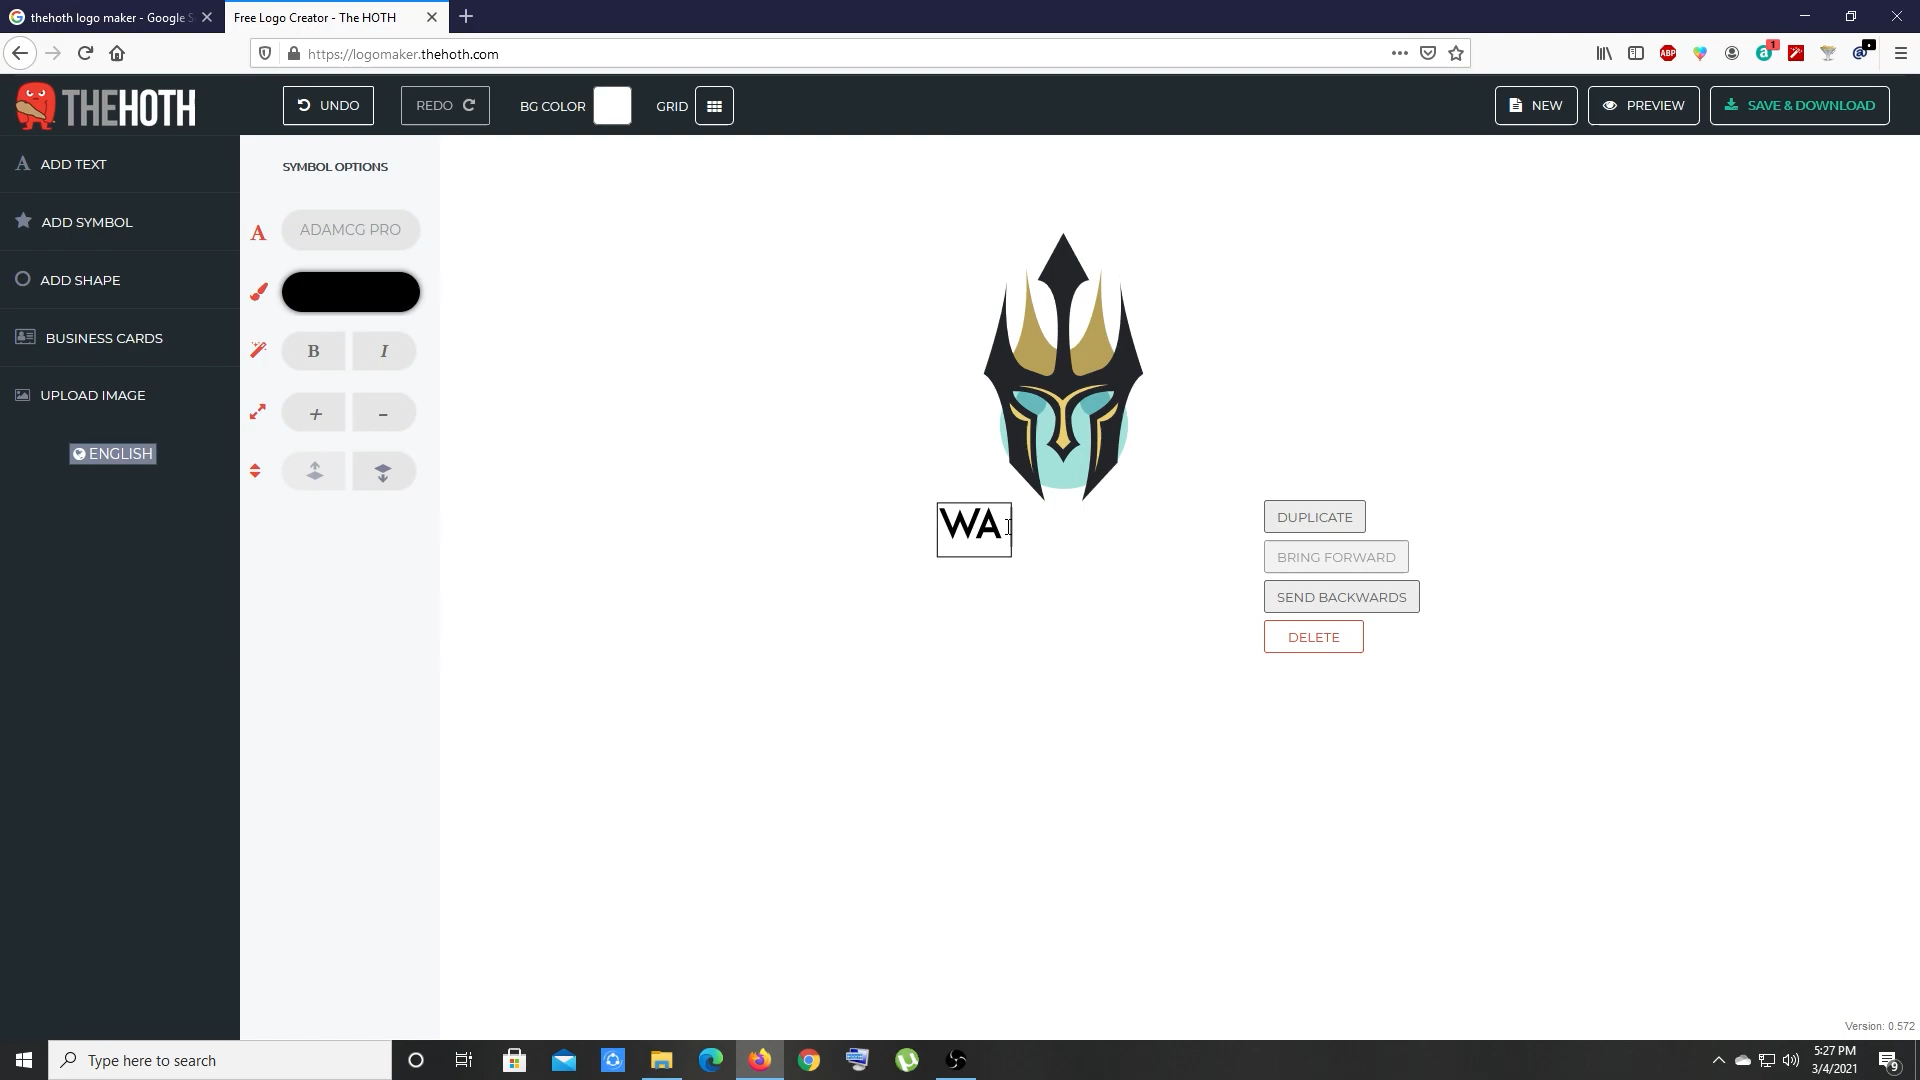 thehoth logo maker - Google S
Free Logo Creator - The HOTH
https://logomaker.thehoth.com
ABP
1
THEHOTH
UNDO
REDO
BG COLOR
GRID
NEW
PREVIEW
SAVE & DOWNLOAD
ADD TEXT
ADD SYMBOL
ADD SHAPE
BUSINESS CARDS
UPLOAD IMAGE
ENGLISH
SYMBOL OPTIONS
A
ADAMCG PRO
B
I
+
-
WA
DUPLICATE
BRING FORWARD
SEND BACKWARDS
DELETE
Version: 0.572
Type here to search
5:27 PM
3/4/2021
9